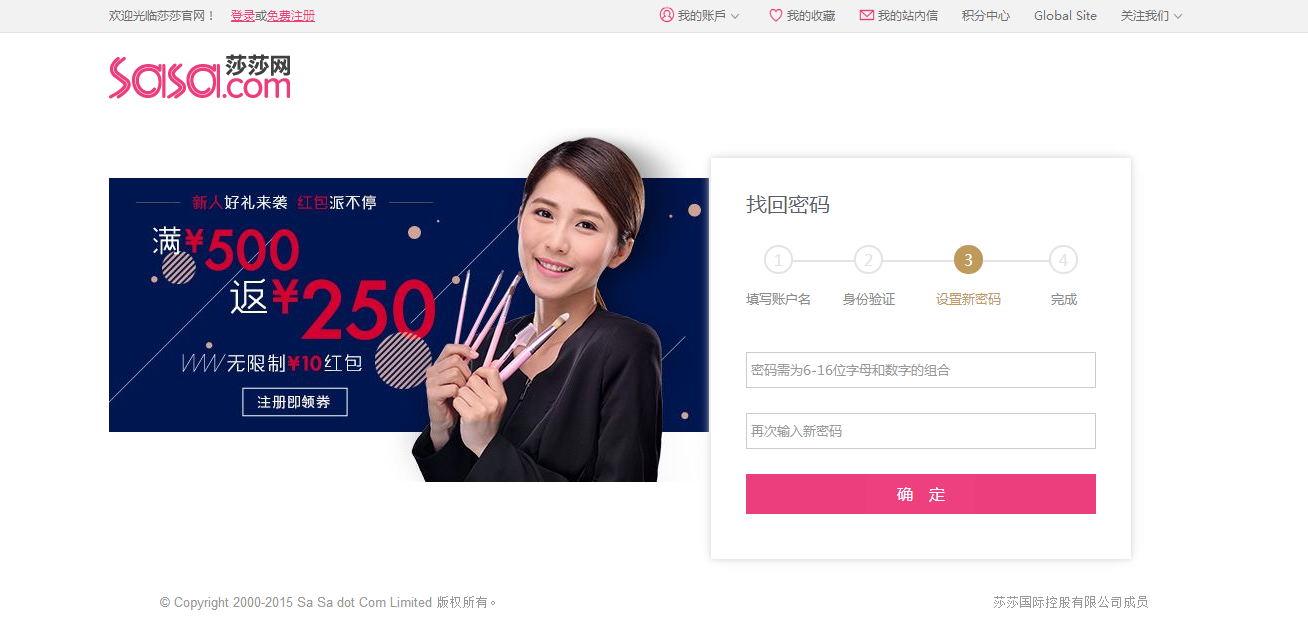 欢迎光临莎莎官网！ 登录或免费注册 我的账戶 我的收藏 我的站内信 积分中心 Global Site 关注我们
Sasa.com 莎莎网
新人好礼来袭 红包派不停
满¥500
返¥250
无限制¥10红包
注册即领券
找回密码
1 2 3 4
填写账户名 身份验证 设置新密码 完成
密码需为6-16位字母和数字的组合
再次输入新密码
确 定
© Copyright 2000-2015 Sa Sa dot Com Limited 版权所有。 莎莎国际控股有限公司成员